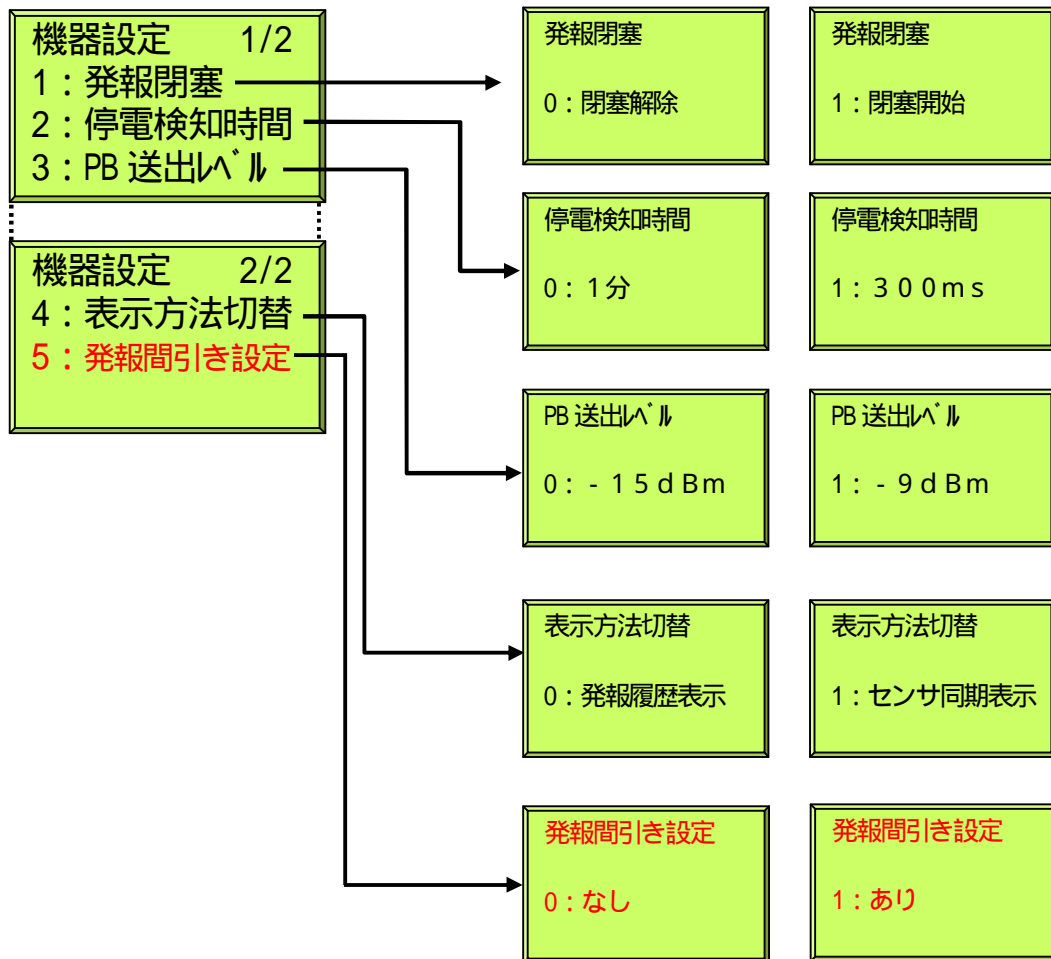 機器設定 1/2
1：発報閉塞
2：停電検知時間
3：PB 送出ﾚﾍﾞﾙ
機器設定 2/2
4：表示方法切替
5：発報間引き設定
発報閉塞
0：閉塞解除
発報閉塞
1：閉塞開始
停電検知時間
0：1分
停電検知時間
1：３００ｍｓ
PB 送出ﾚﾍﾞﾙ
0：-１５ｄＢｍ
PB 送出ﾚﾍﾞﾙ
1：-９ｄＢｍ
表示方法切替
0：発報履歴表示
表示方法切替
1：センサ同期表示
発報間引き設定
0：なし
発報間引き設定
1：あり